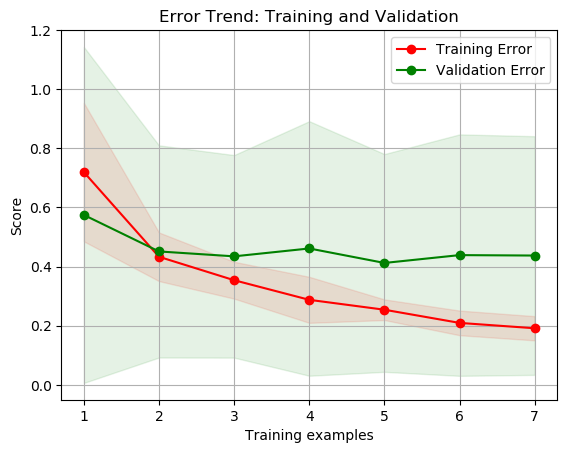 Error Trend: Training and Validation
Training Error
Validation Error
Score
1.2
1.0
0.8
0.6
0.4
0.2
0.0
1 2 3 4 5 6 7
Training examples